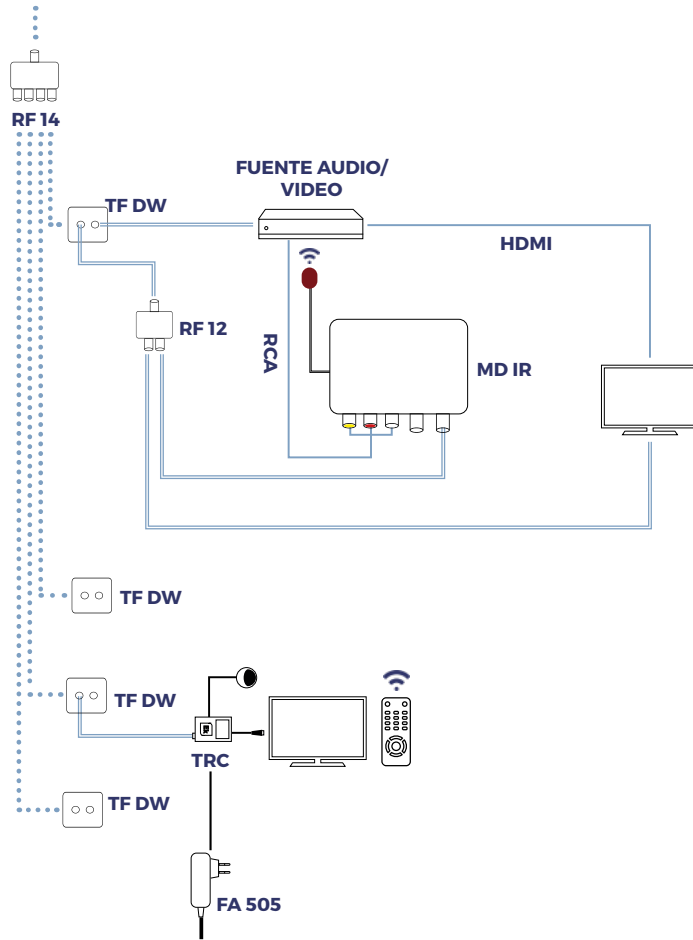 RF 14
FUENTE AUDIO/
VIDEO
TF DW
HDMI
RF 12
RCA
MD IR
TF DW
TF DW
TRC
TF DW
FA 505